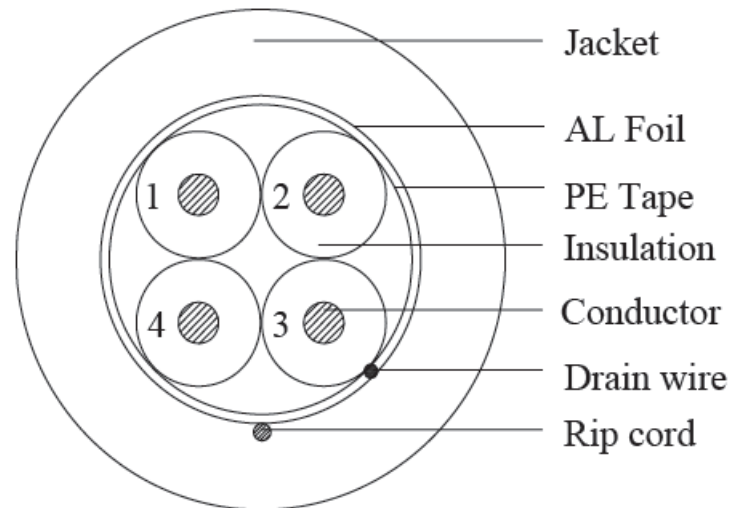 Jacket
AL Foil
1 2
PE Tape
Insulation
4 3
Conductor
Drain wire
Rip cord